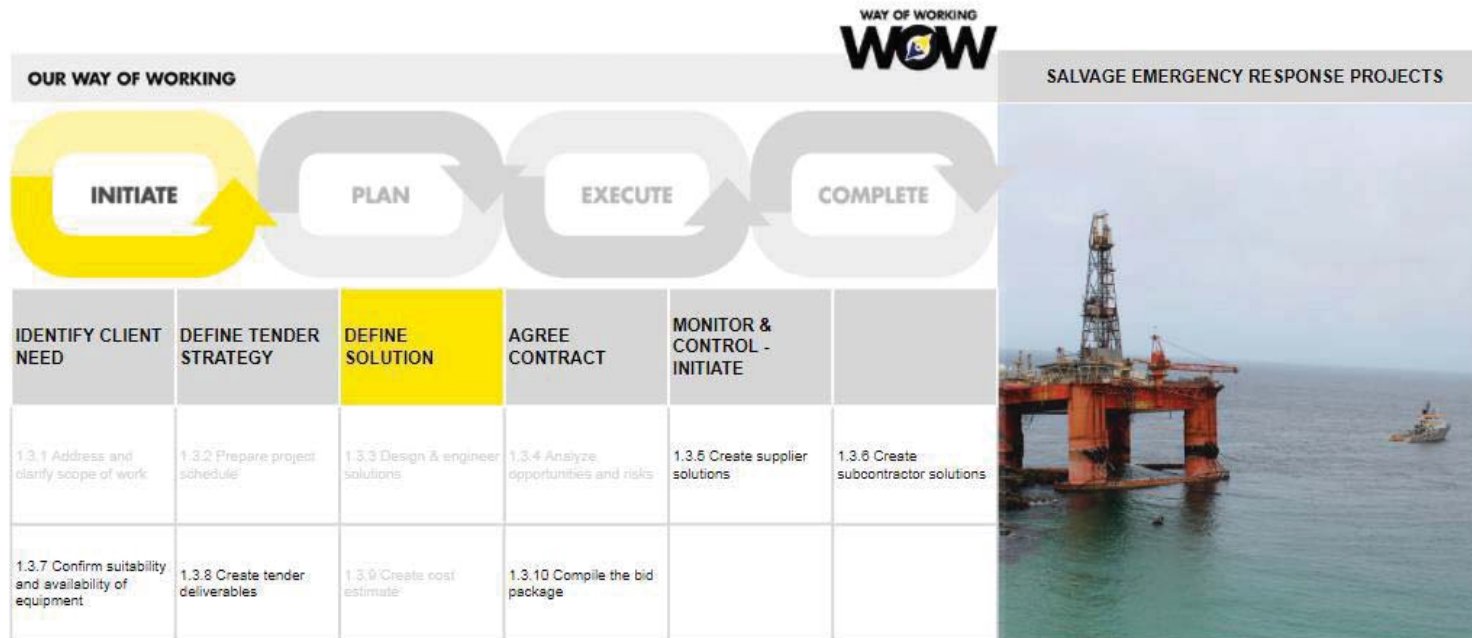 WAY OF WORKING
WOW
OUR WAY OF WORKING
SALVAGE EMERGENCY RESPONSE PROJECTS
INITIATE
PLAN
EXECUTE
COMPLETE
IDENTIFY CLIENT
NEED
DEFINE TENDER
STRATEGY
DEFINE
SOLUTION
AGREE
CONTRACT
MONITOR &
CONTROL -
INITIATE
1.3.1 Address and
clarify scope of work
1.3.2 Prepare project
schedule
1.3.3 Design & engineer
solutions
1.3.4 Analyze
opportunities and risks
1.3.5 Create supplier
solutions
1.3.6 Create
subcontractor solutions
1.3.7 Confirm suitability
and availability of
equipment
1.3.8 Create tender
deliverables
1.3.9 Create cost
estimate
1.3.10 Compile the bid
package